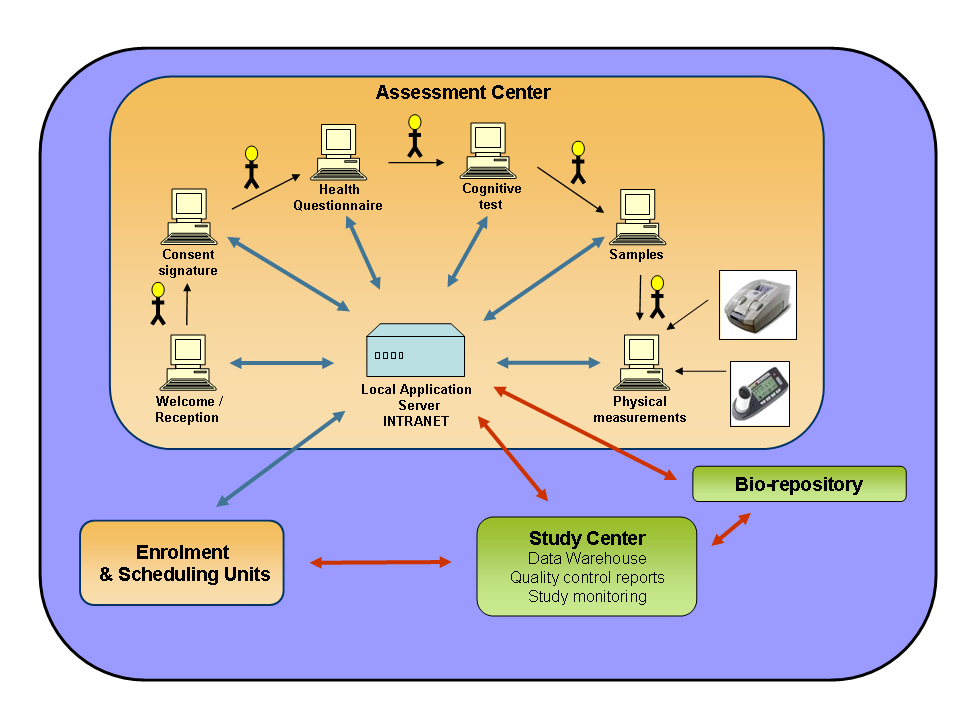 Assessment Center
Health
Questionnaire
Cognitive
test
Consent
signature
Samples
Welcome /
Reception
Local Application
Server
INTRANET
Physical
measurements
Bio-repository
Enrolment
& Scheduling Units
Study Center
Data Warehouse
Quality control reports
Study monitoring